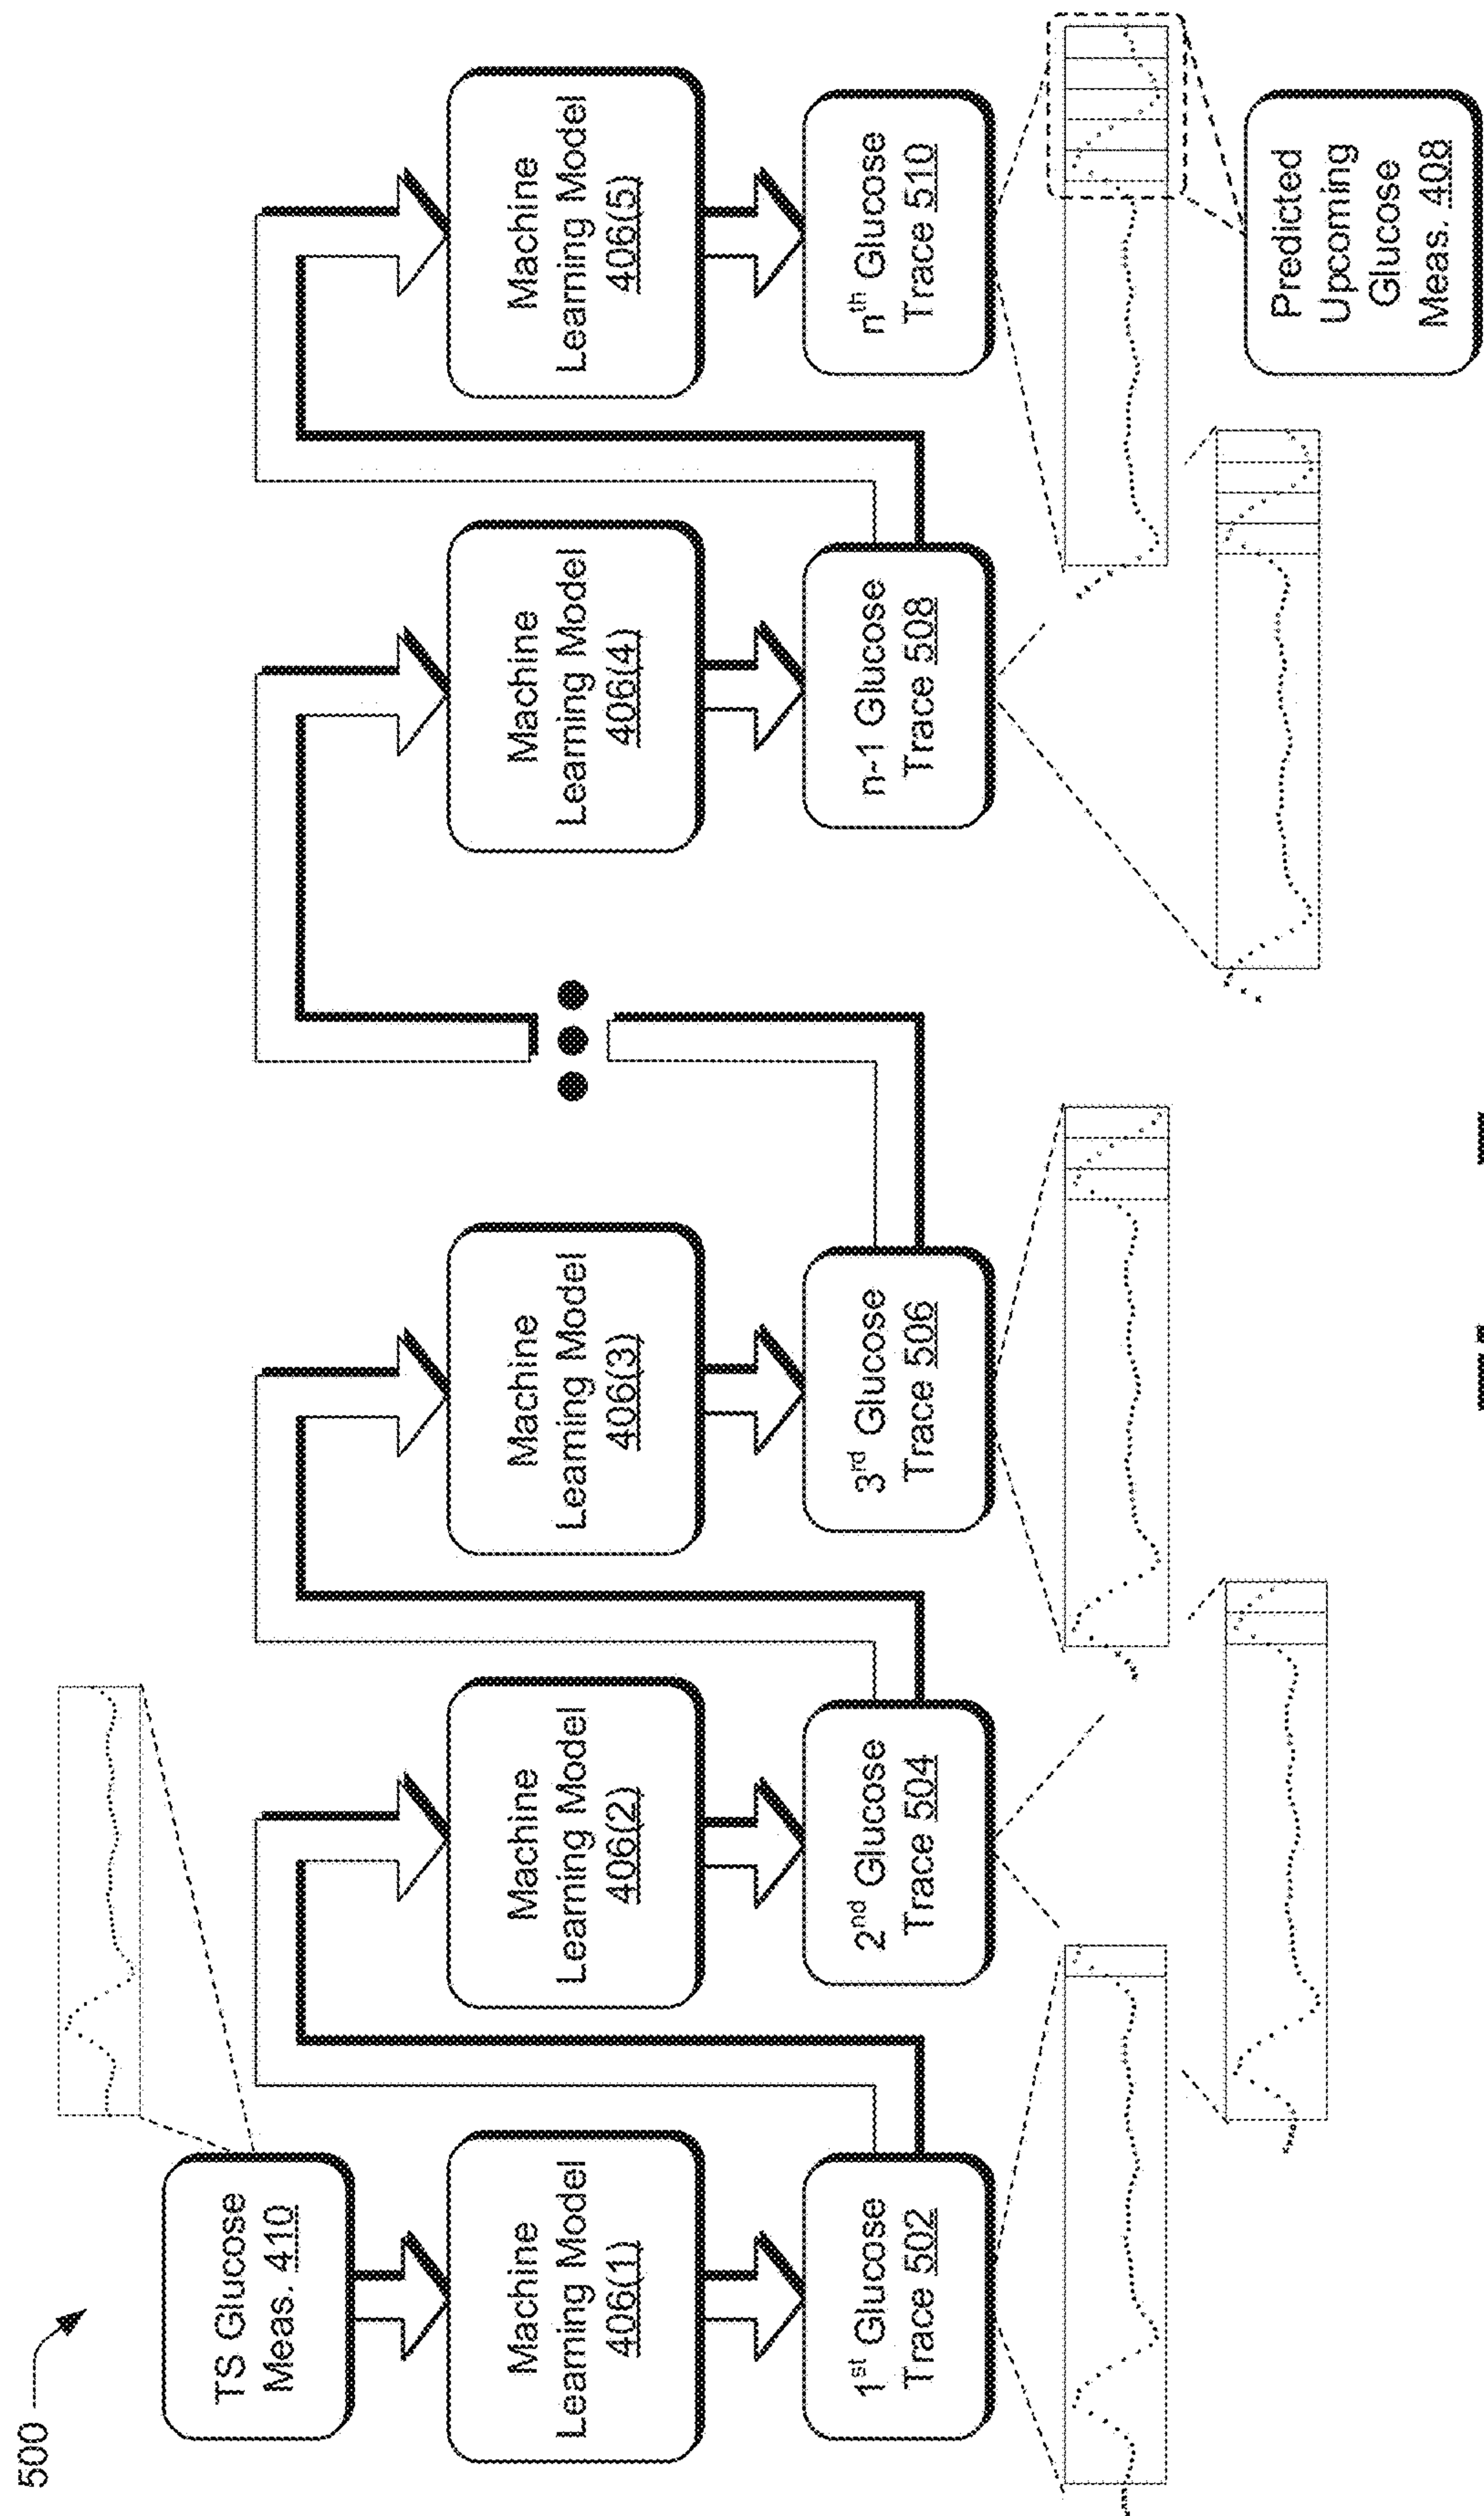 500
TS Glucose
Meas. 410
Machine
Learning Model
406(1)
1st Glucose
Trace 502
Machine
Learning Model
406(2)
2nd Glucose
Trace 504
Machine
Learning Model
406(3)
3rd Glucose
Trace 506
Machine
Learning Model
406(4)
n-1 Glucose
Trace 508
Machine
Learning Model
406(5)
nth Glucose
Trace 510
Predicted
Upcoming
Glucose
Meas. 408